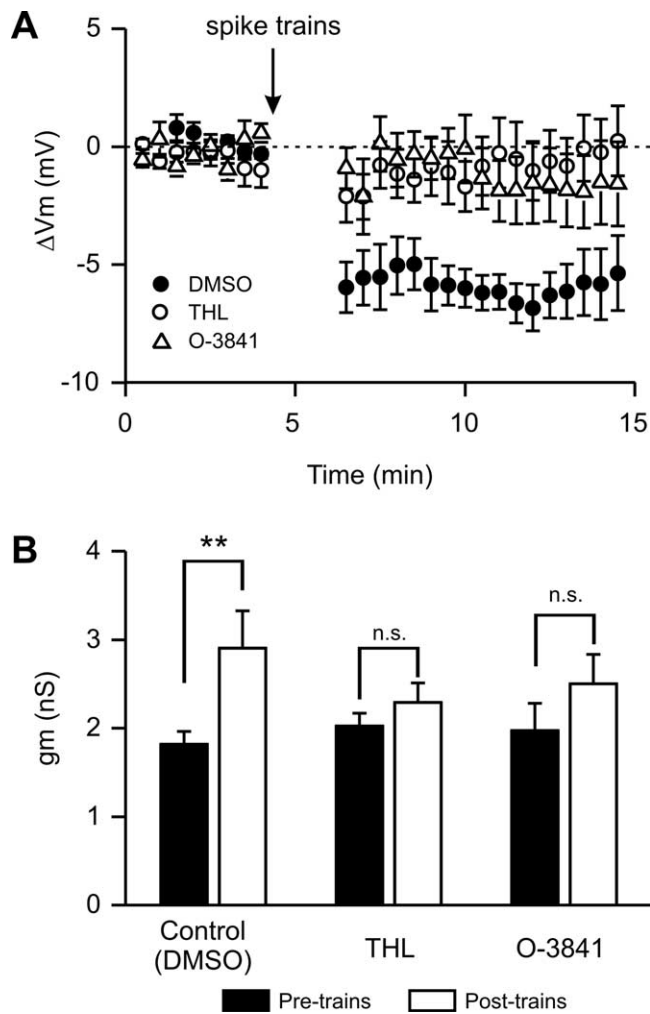 A
spike trains
5
0
-5
-10
ΔVm (mV)
DMSO
THL
O-3841
0 5 10 15
Time (min)
B
4
3
2
1
0
gm (nS)
**
n.s.
n.s.
Control
(DMSO)
THL
O-3841
Pre-trains Post-trains